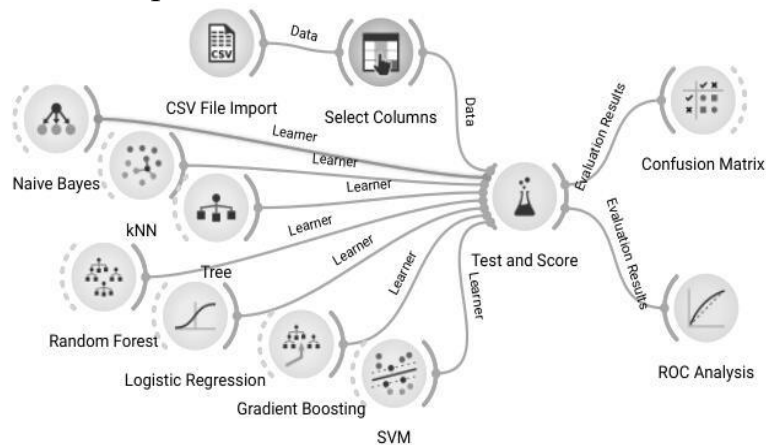 CSV
Data
CSV File Import
Select Columns
Data
Learner
Naive Bayes
Learner
kNN
Learner
Tree
Learner
Random Forest
Learner
Logistic Regression
Learner
Gradient Boosting
Learner
SVM
Test and Score
Evaluation Results
Confusion Matrix
Evaluation Results
ROC Analysis